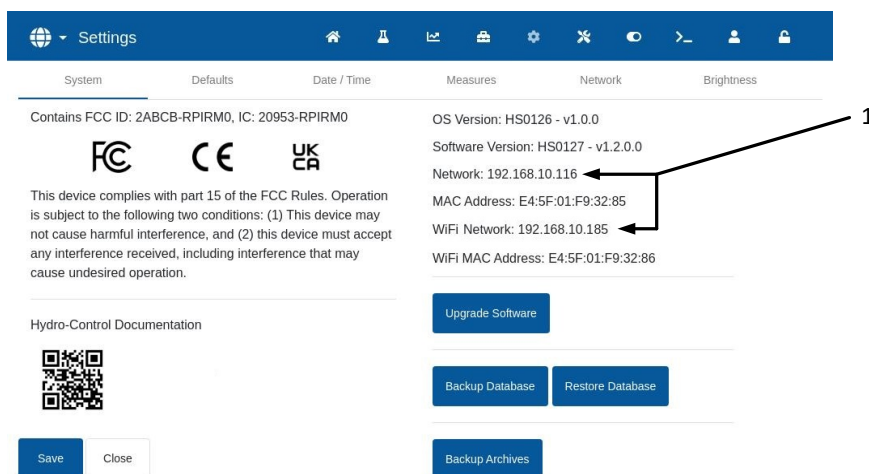 Settings
System Defaults Date / Time Measures Network Brightness
Contains FCC ID: 2ABCB-RPIRM0, IC: 20953-RPIRM0
FC CE UK CA
This device complies with part 15 of the FCC Rules. Operation
is subject to the following two conditions: (1) This device may
not cause harmful interference, and (2) this device must accept
any interference received, including interference that may
cause undesired operation.
Hydro-Control Documentation
Save Close
OS Version: HS0126 - v1.0.0
Software Version: HS0127 - v1.2.0.0
Network: 192.168.10.116
MAC Address: E4:5F:01:F9:32:85
WiFi Network: 192.168.10.185
WiFi MAC Address: E4:5F:01:F9:32:86
Upgrade Software
Backup Database Restore Database
Backup Archives
1